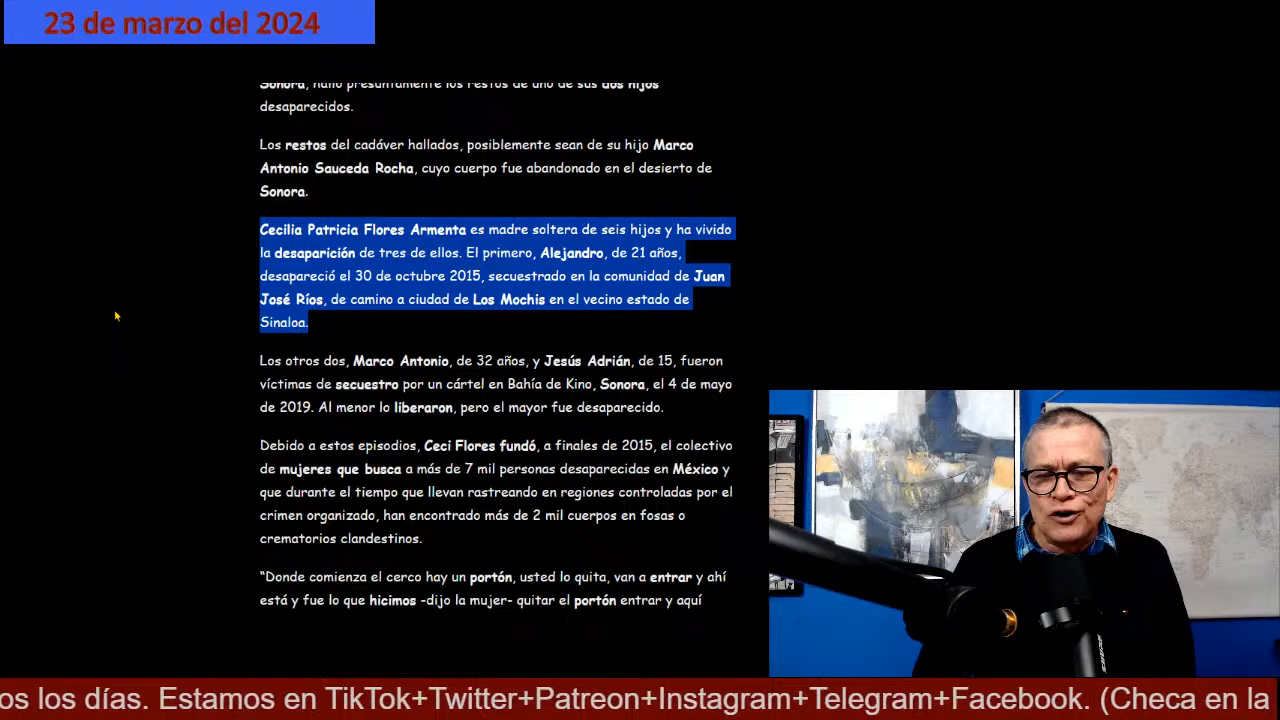 23 de marzo del 2024
Sonora, halló presuntamente los restos de uno de sus dos hijos
desaparecidos.
Los restos del cadáver hallados, posiblemente sean de su hijo Marco
Antonio Sauceda Rocha, cuyo cuerpo fue abandonado en el desierto de
Sonora.
Cecilia Patricia Flores Armenta es madre soltera de seis hijos y ha vivido
la desaparición de tres de ellos. El primero, Alejandro, de 21 años,
desapareció el 30 de octubre 2015, secuestrado en la comunidad de Juan
José Ríos, de camino a ciudad de Los Mochis en el vecino estado de
Sinaloa.
Los otros dos, Marco Antonio, de 32 años, y Jesús Adrián, de 15, fueron
víctimas de secuestro por un cártel en Bahía de Kino, Sonora, el 4 de mayo
de 2019. Al menor lo liberaron, pero el mayor fue desaparecido.
Debido a estos episodios, Ceci Flores fundó, a finales de 2015, el colectivo
de mujeres que busca a más de 7 mil personas desaparecidas en México y
que durante el tiempo que llevan rastreando en regiones controladas por el
crimen organizado, han encontrado más de 2 mil cuerpos en fosas o
crematorios clandestinos.
“Donde comienza el cerco hay un portón, usted lo quita, van a entrar y ahí
está y fue lo que hicimos -dijo la mujer- quitar el portón entrar y aquí
os los días. Estamos en TikTok+Twitter+Patreon+Instagram+Telegram+Facebook. (Checa en la